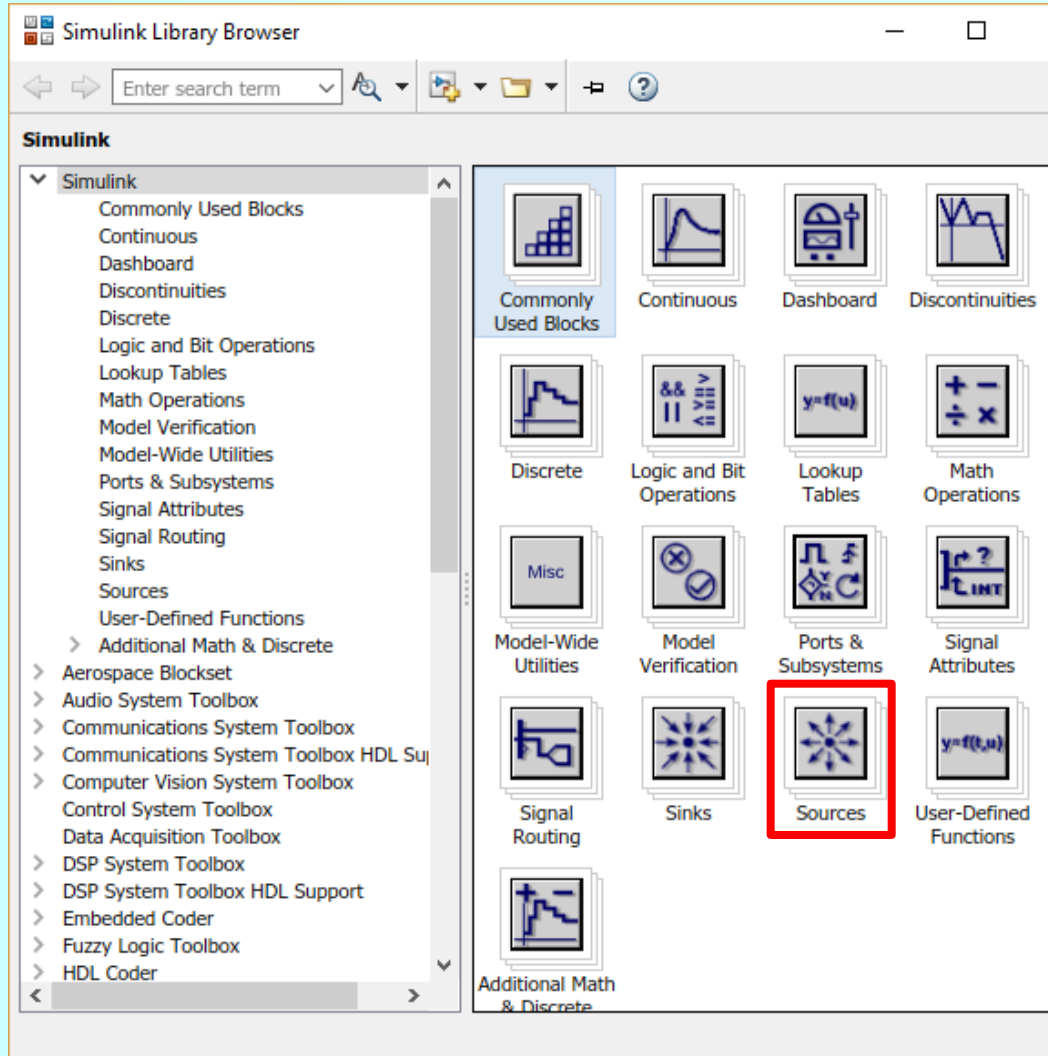 Simulink Library Browser
Enter search term
Simulink
Simulink
Commonly Used Blocks
Continuous
Dashboard
Discontinuities
Discrete
Logic and Bit Operations
Lookup Tables
Math Operations
Model Verification
Model-Wide Utilities
Ports & Subsystems
Signal Attributes
Signal Routing
Sinks
Sources
User-Defined Functions
Additional Math & Discrete
Aerospace Blockset
Audio System Toolbox
Communications System Toolbox
Communications System Toolbox HDL Su
Computer Vision System Toolbox
Control System Toolbox
Data Acquisition Toolbox
DSP System Toolbox
DSP System Toolbox HDL Support
Embedded Coder
Fuzzy Logic Toolbox
HDL Coder
Commonly
Used Blocks
Continuous
Dashboard
Discontinuities
&& >
==
|| >=
<=
y=f(u)
+ −
÷ ×
Discrete
Logic and Bit
Operations
Lookup
Tables
Math
Operations
Misc
Y
N
?
INT
Model-Wide
Utilities
Model
Verification
Ports &
Subsystems
Signal
Attributes
y=f(t,u)
Signal
Routing
Sinks
Sources
User-Defined
Functions
+ −
Additional Math
& Discrete